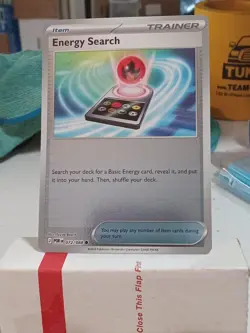 Item
TRAINER
Energy Search
Search your deck for a Basic Energy card, reveal it, and put
it into your hand. Then, shuffle your deck.
You may play any number of Item cards during
your turn.
Close This Flap Fir
TU
TEAM